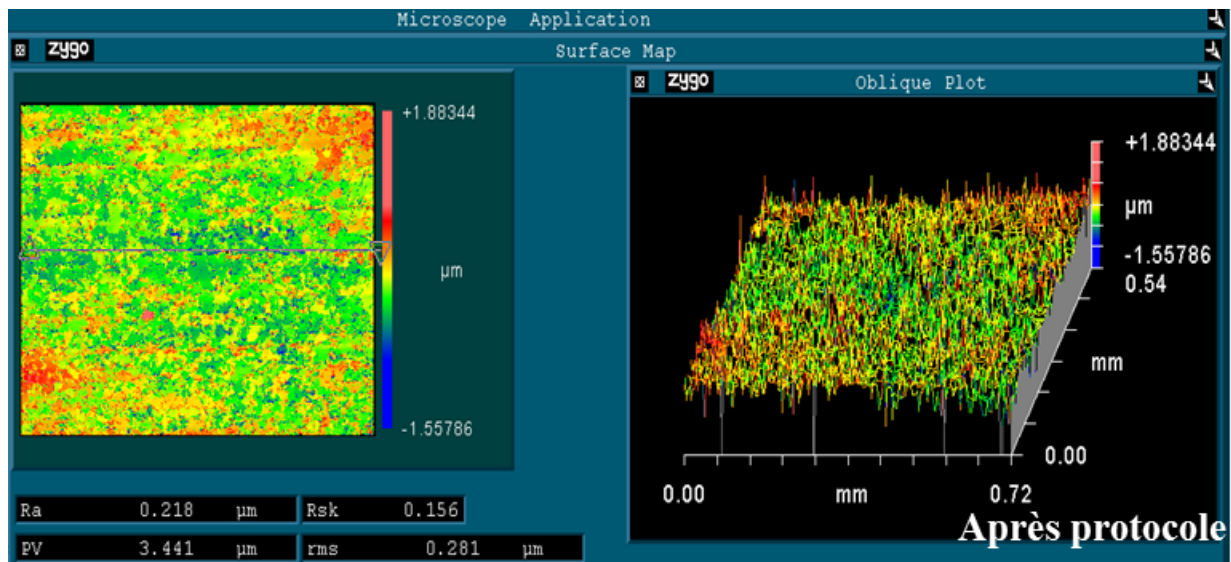 Microscope Application
zygo
Surface Map
+1.88344
µm
-1.55786
zygo
Oblique Plot
+1.88344
µm
-1.55786
0.54
mm
0.00
0.00 mm 0.72
Ra 0.218 µm Rsk 0.156
PV 3.441 µm rms 0.281 µm
Après protocole